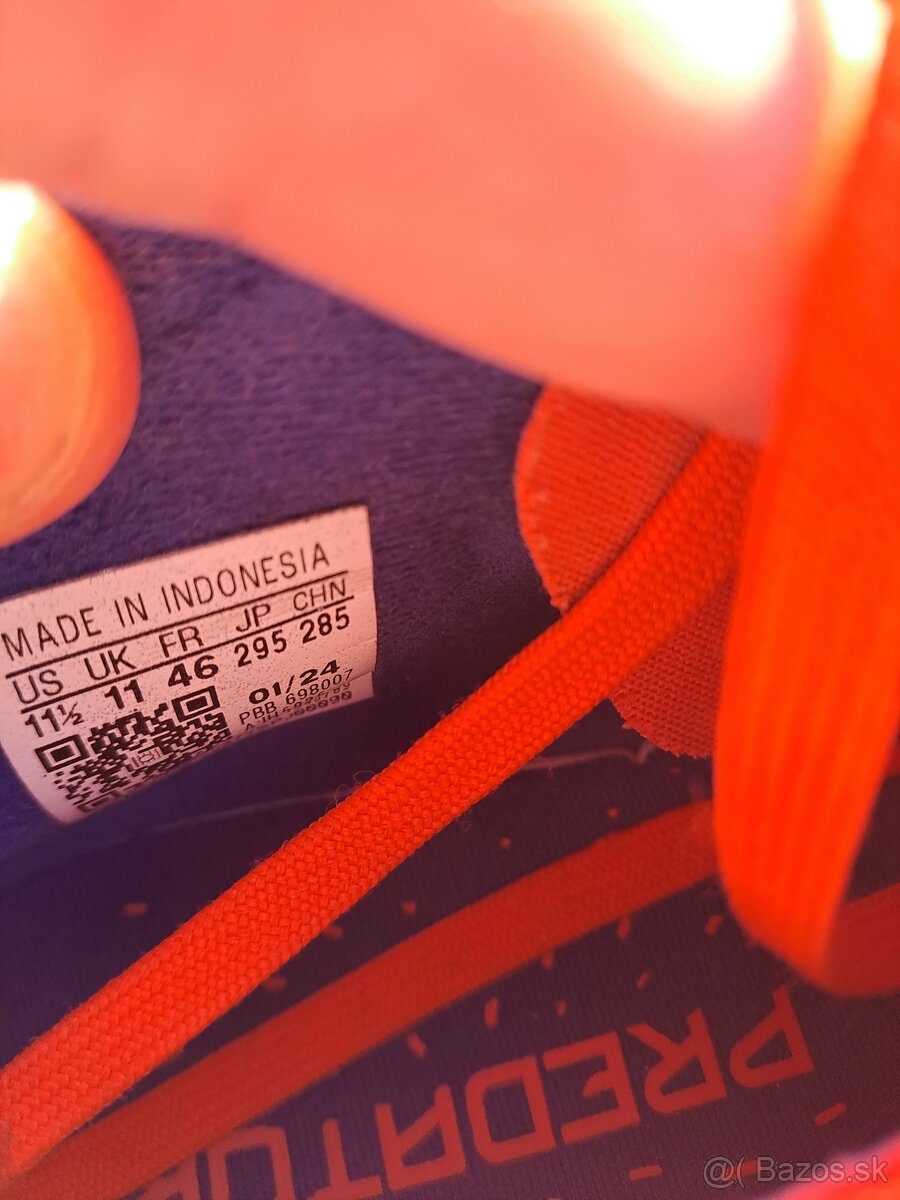 MADE IN INDONESIA
US UK FR JP CHN
11½ 11 46 295 285
01/24
PBB 698007
PREDATOR
@( Bazos.sk